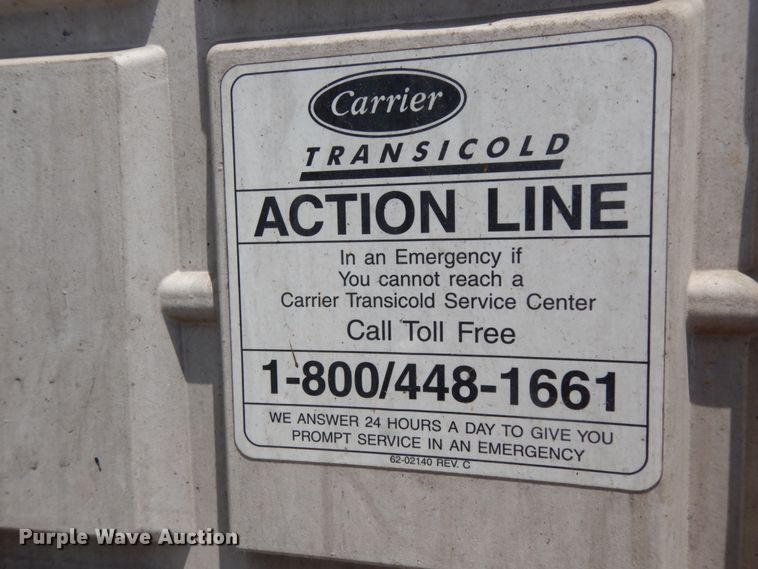 Carrier
TRANSICOLD
ACTION LINE
In an Emergency if
You cannot reach a
Carrier Transicold Service Center
Call Toll Free
1-800/448-1661
WE ANSWER 24 HOURS A DAY TO GIVE YOU
PROMPT SERVICE IN AN EMERGENCY
62-02140 REV. C
Purple Wave Auction